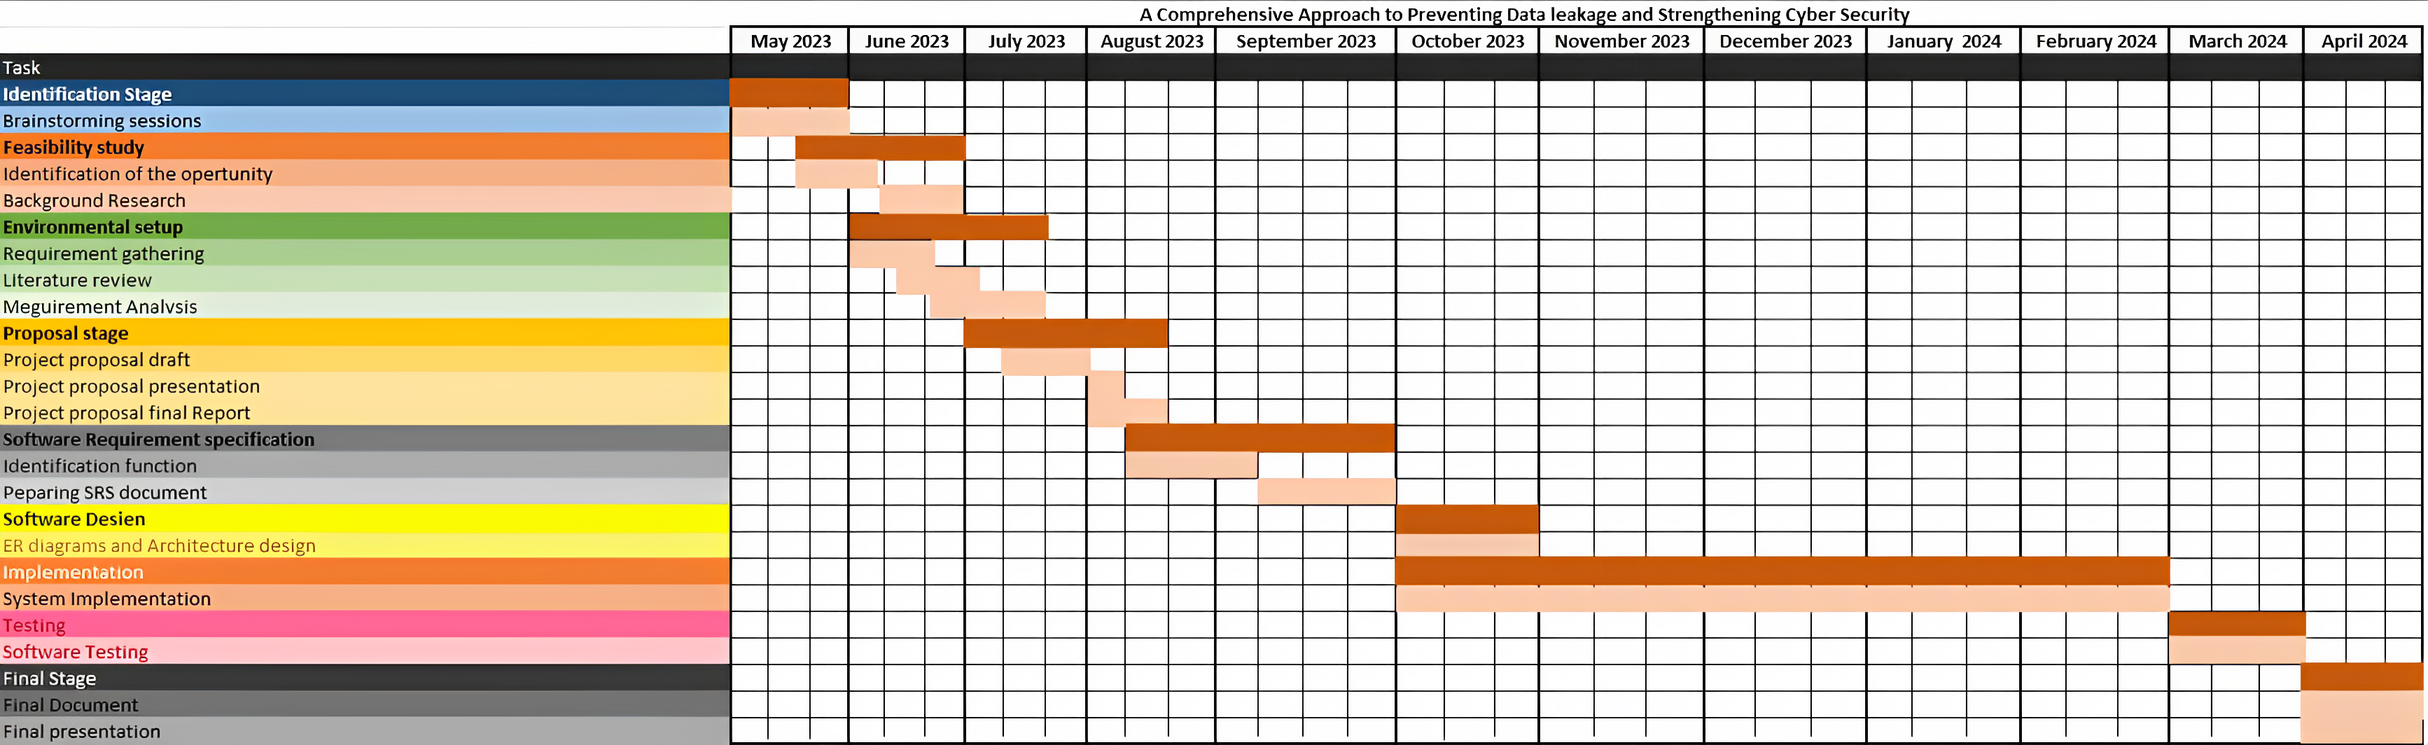 A Comprehensive Approach to Preventing Data leakage and Strengthening Cyber Security
May 2023 June 2023 July 2023 August 2023 September 2023 October 2023 November 2023 December 2023 January 2024 February 2024 March 2024 April 2024
Task
Identification Stage
Brainstorming sessions
Feasibility study
Identification of the opertunity
Background Research
Environmental setup
Requirement gathering
Literature review
Meguirement Analvsis
Proposal stage
Project proposal draft
Project proposal presentation
Project proposal final Report
Software Requirement specification
Identification function
Peparing SRS document
Software Desien
ER diagrams and Architecture design
Implementation
System Implementation
Testing
Software Testing
Final Stage
Final Document
Final presentation